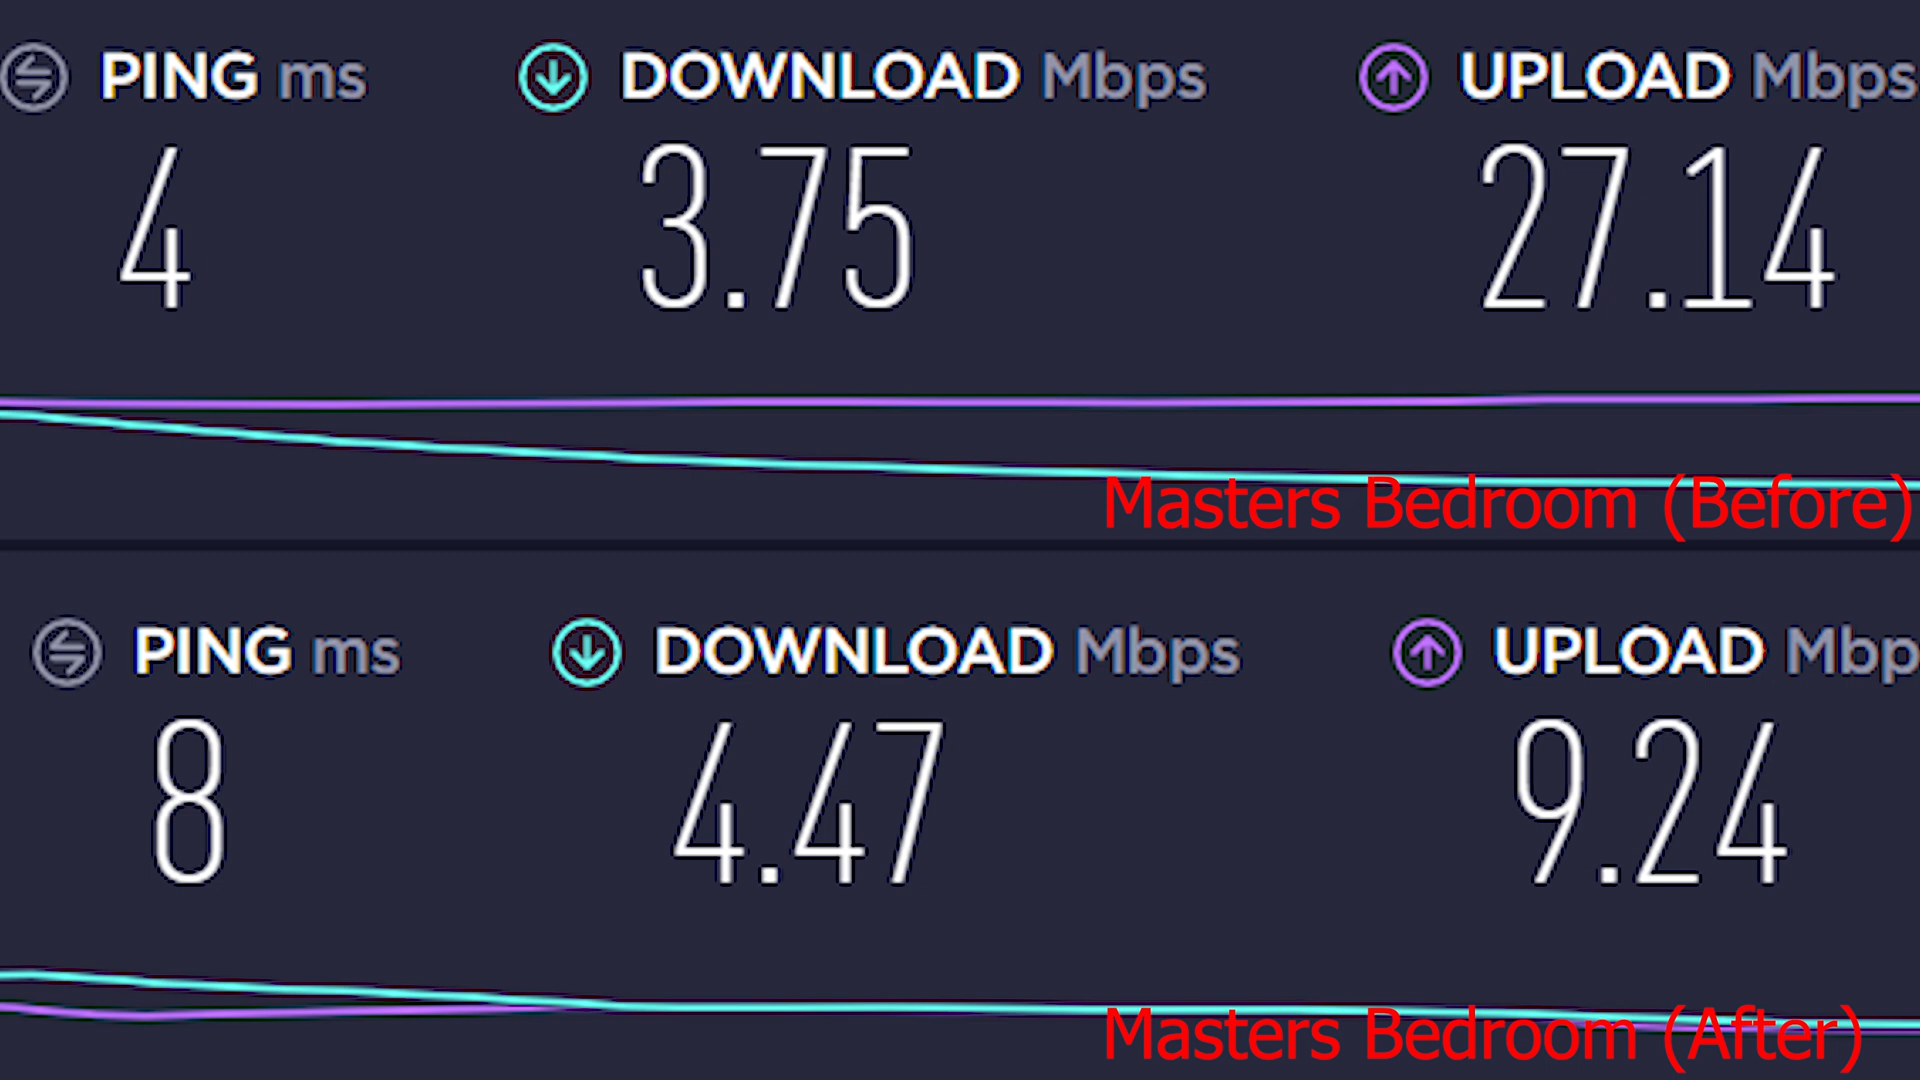 PING ms DOWNLOAD Mbps UPLOAD Mbps
4 3.75 27.14
Masters Bedroom (Before)
PING ms DOWNLOAD Mbps UPLOAD Mbp
8 4.47 9.24
Masters Bedroom (After)